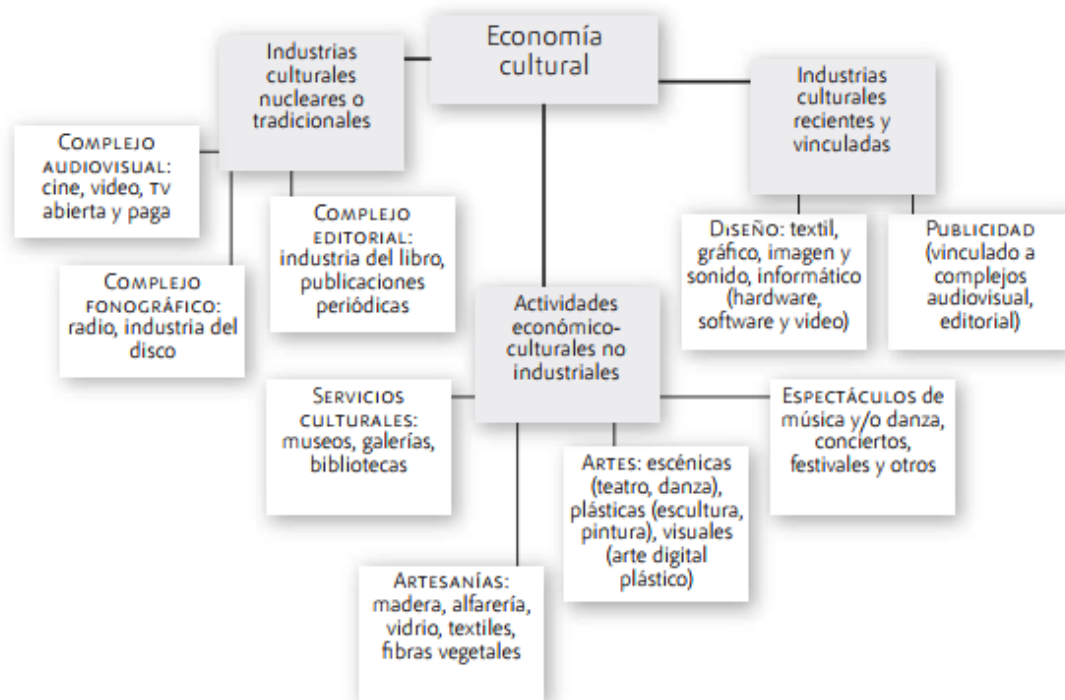 Economía
cultural
Industrias
culturales
nucleares o
tradicionales
Industrias
culturales
recientes y
vinculadas
COMPLEJO
AUDIOVISUAL:
cine, video, TV
abierta y paga
COMPLEJO
EDITORIAL:
industria del libro,
publicaciones
periódicas
COMPLEJO
FONOGRÁFICO:
radio, industria del
disco
DISEÑO: textil,
gráfico, imagen y
sonido, informático
(hardware,
software y video)
PUBLICIDAD
(vinculado a
complejos
audiovisual,
editorial)
Actividades
económico-
culturales no
industriales
SERVICIOS
CULTURALES:
museos, galerías,
bibliotecas
ARTESANÍAS:
madera, alfarería,
vidrio, textiles,
fibras vegetales
ARTES: escénicas
(teatro, danza),
plásticas (escultura,
pintura), visuales
(arte digital
plástico)
ESPECTÁCULOS de
música y/o danza,
conciertos,
festivales y otros